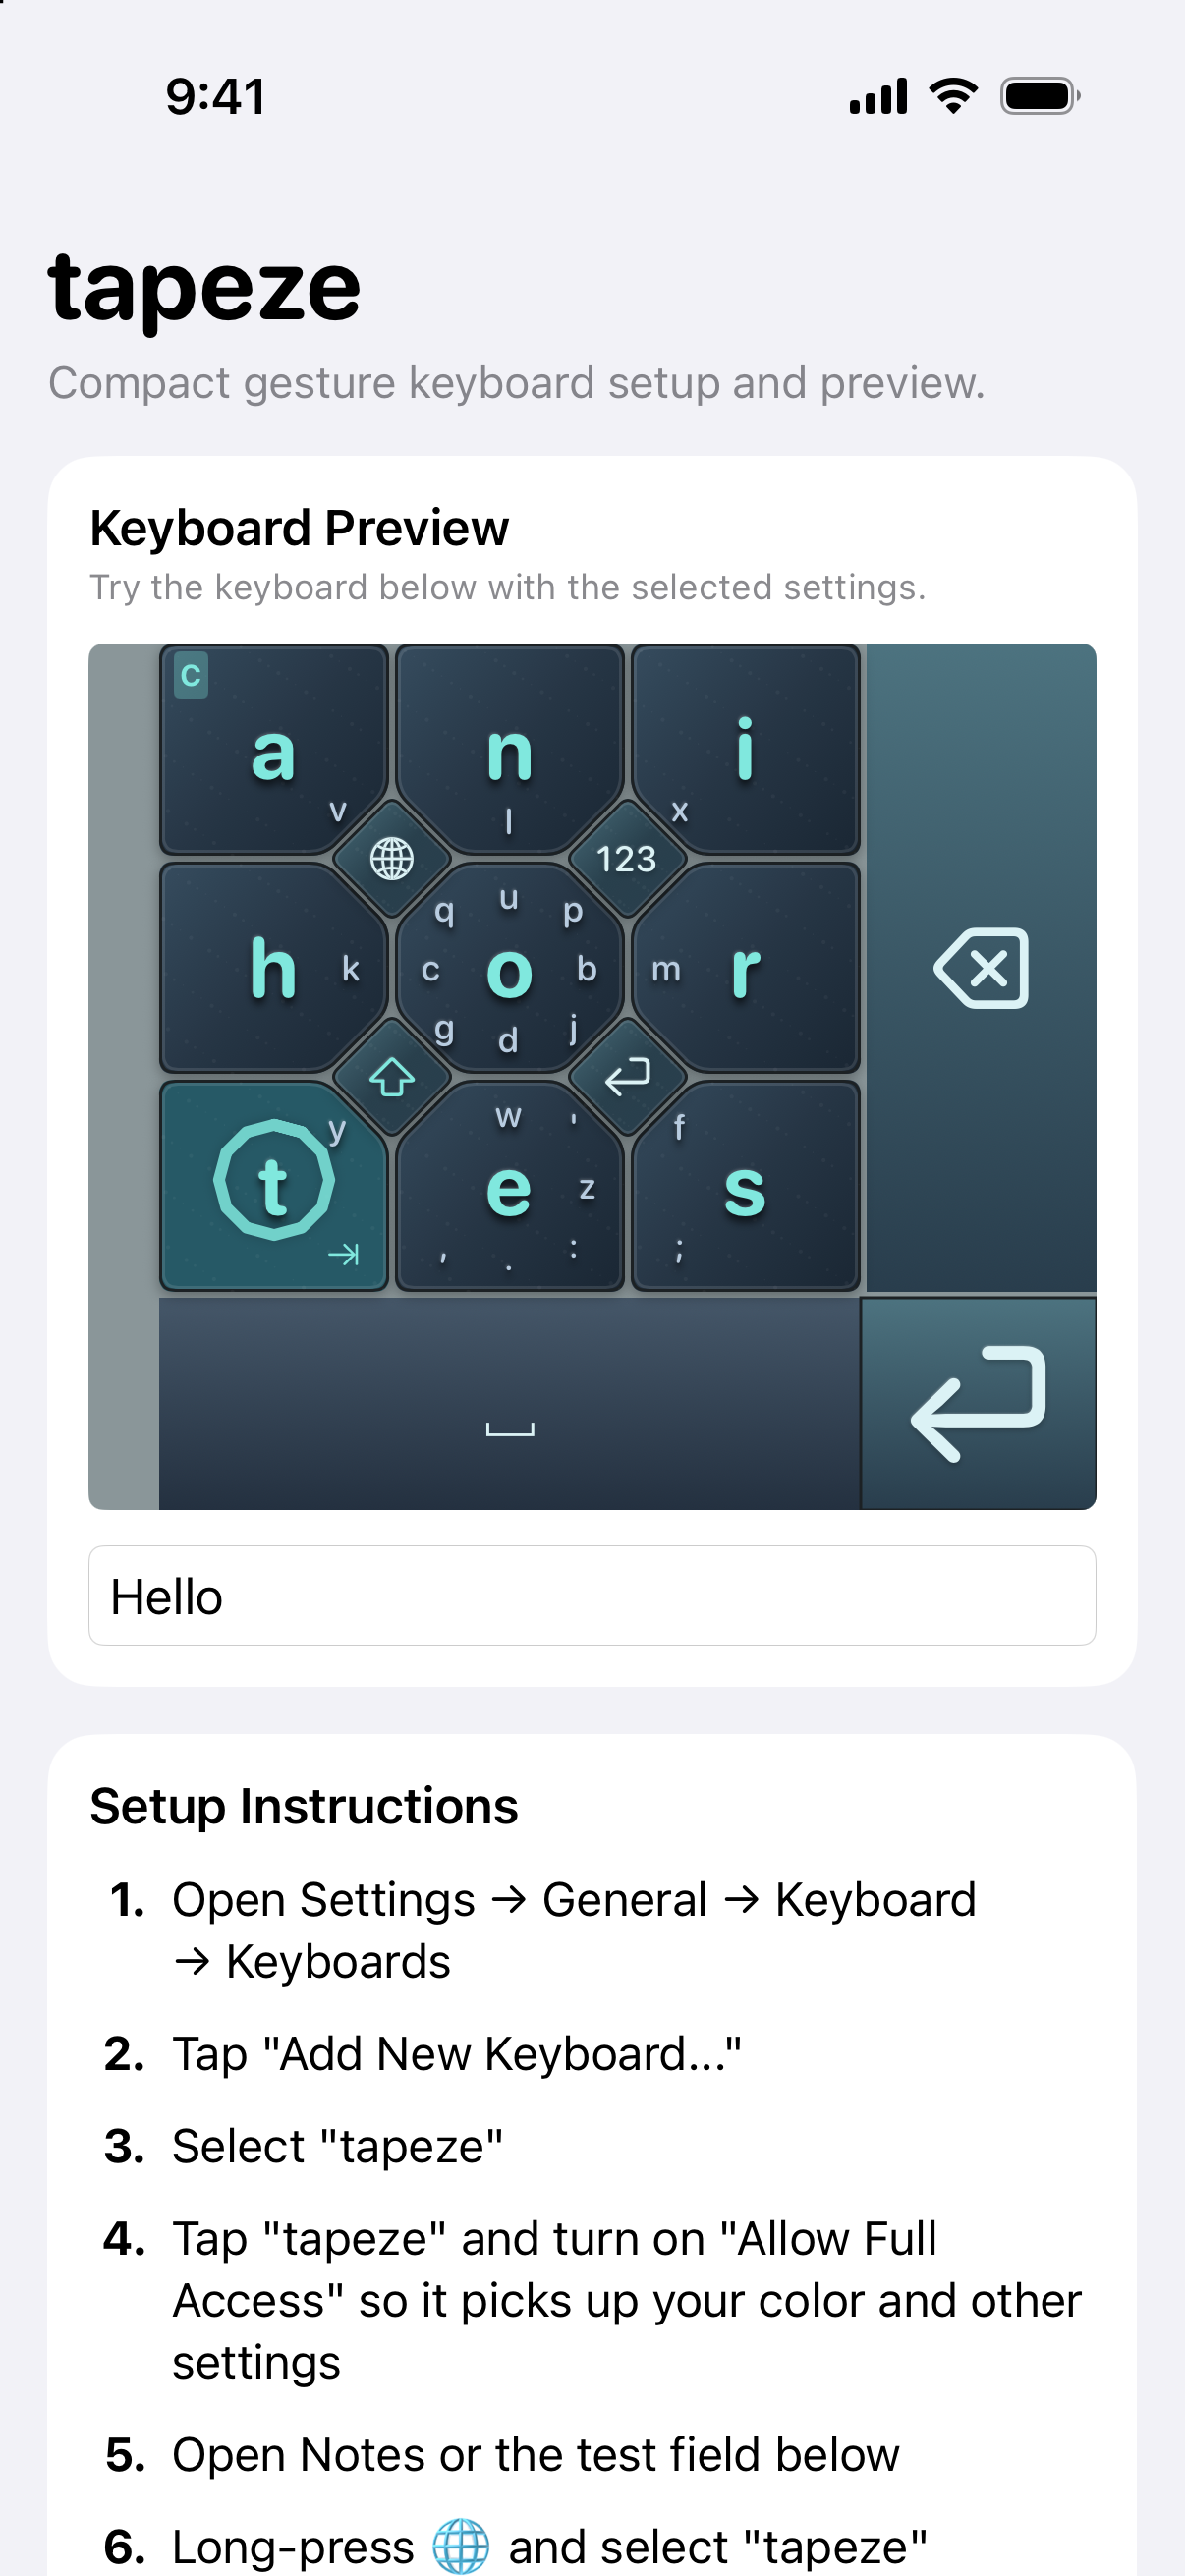 9:41
tapeze
Compact gesture keyboard setup and preview.
Keyboard Preview
Try the keyboard below with the selected settings.
C
a n i
v l x
123
q u p
h k c o b m r
g d j
y w ' f
t e z s
, . : ;
Hello
Setup Instructions
1. Open Settings → General → Keyboard
→ Keyboards
2. Tap "Add New Keyboard..."
3. Select "tapeze"
4. Tap "tapeze" and turn on "Allow Full
Access" so it picks up your color and other
settings
5. Open Notes or the test field below
6. Long-press 🌐 and select "tapeze"